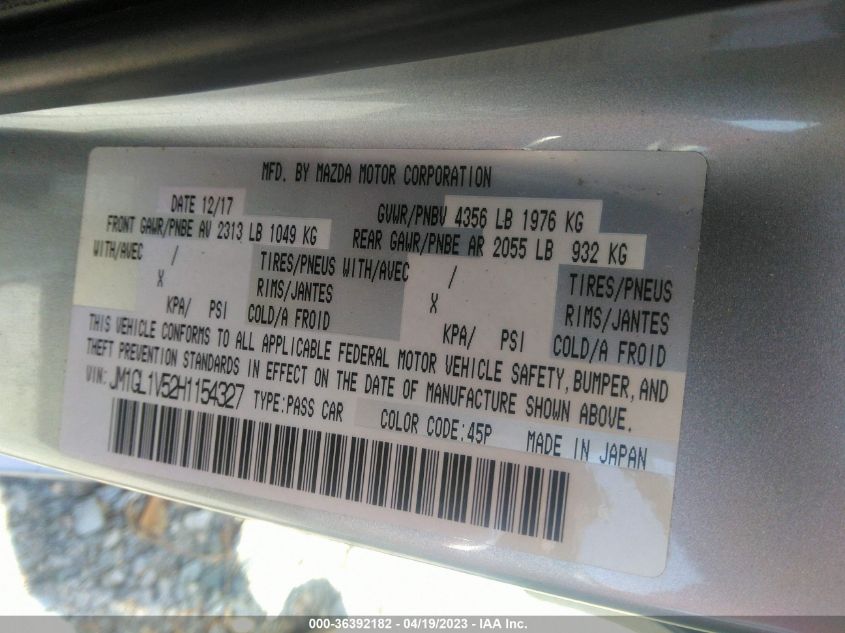 MFD. BY MAZDA MOTOR CORPORATION
DATE 12/17 GVWR/PNBV 4356 LB 1976 KG
FRONT GAWR/PNBE AV 2313 LB 1049 KG REAR GAWR/PNBE AR 2055 LB 932 KG
WITH/AVEC / TIRES/PNEUS WITH/AVEC / TIRES/PNEUS
X RIMS/JANTES X RIMS/JANTES
KPA/ PSI COLD/A FROID KPA/ PSI COLD/A FROID
THIS VEHICLE CONFORMS TO ALL APPLICABLE FEDERAL MOTOR VEHICLE SAFETY, BUMPER, AND
THEFT PREVENTION STANDARDS IN EFFECT ON THE DATE OF MANUFACTURE SHOWN ABOVE.
VIN: JM1GL1V52H1154327 TYPE:PASS CAR COLOR CODE:45P MADE IN JAPAN
000-36392182 - 04/19/2023 - IAA Inc.